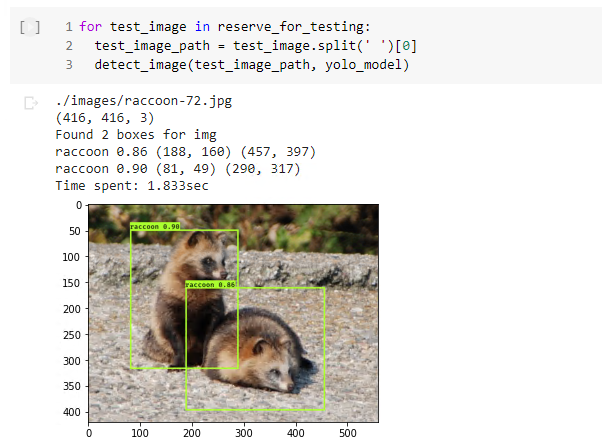 [ ] 1 for test_image in reserve_for_testing:
2 test_image_path = test_image.split(' ')[0]
3 detect_image(test_image_path, yolo_model)
./images/raccoon-72.jpg
(416, 416, 3)
Found 2 boxes for img
raccoon 0.86 (188, 160) (457, 397)
raccoon 0.90 (81, 49) (290, 317)
Time spent: 1.833sec
0
50
100
150
200
250
300
350
400
raccoon 0.90
raccoon 0.86
0 100 200 300 400 500